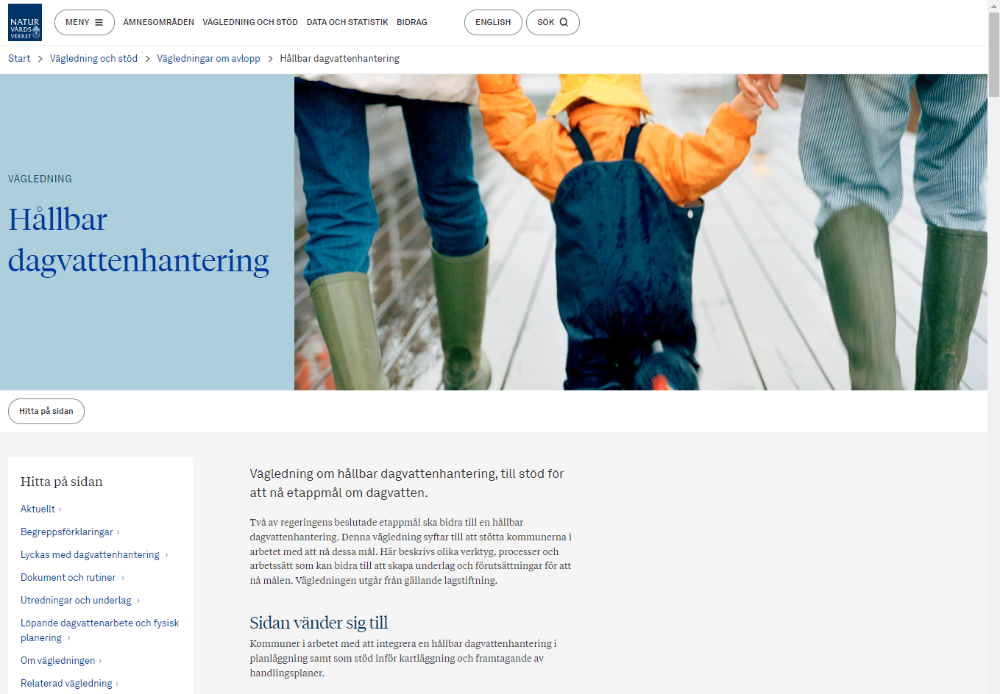 NATUR
VÅRDS
VERKET
MENY
ÄMNESOMRÅDEN
VÄGLEDNING OCH STÖD
DATA OCH STATISTIK
BIDRAG
ENGLISH
SÖK
Start > Vägledning och stöd > Vägledningar om avlopp > Hållbar dagvattenhantering
VÄGLEDNING
Hållbar
dagvattenhantering
Hitta på sidan
Hitta på sidan
Aktuellt ›
Begreppsförklaringar ›
Lyckas med dagvattenhantering ›
Dokument och rutiner ›
Utredningar och underlag ›
Löpande dagvattenarbete och fysisk
planering ›
Om vägledningen ›
Relaterad vägledning ›
Vägledning om hållbar dagvattenhantering, till stöd för
att nå etappmål om dagvatten.
Två av regeringens beslutade etappmål ska bidra till en hållbar
dagvattenhantering. Denna vägledning syftar till att stötta kommunerna i
arbetet med att nå dessa mål. Här beskrivs olika verktyg, processer och
arbetssätt som kan bidra till att skapa underlag och förutsättningar för att
nå målen. Vägledningen utgår från gällande lagstiftning.
Sidan vänder sig till
Kommuner i arbetet med att integrera en hållbar dagvattenhantering i
planläggning samt som stöd inför kartläggning och framtagande av
handlingsplaner.